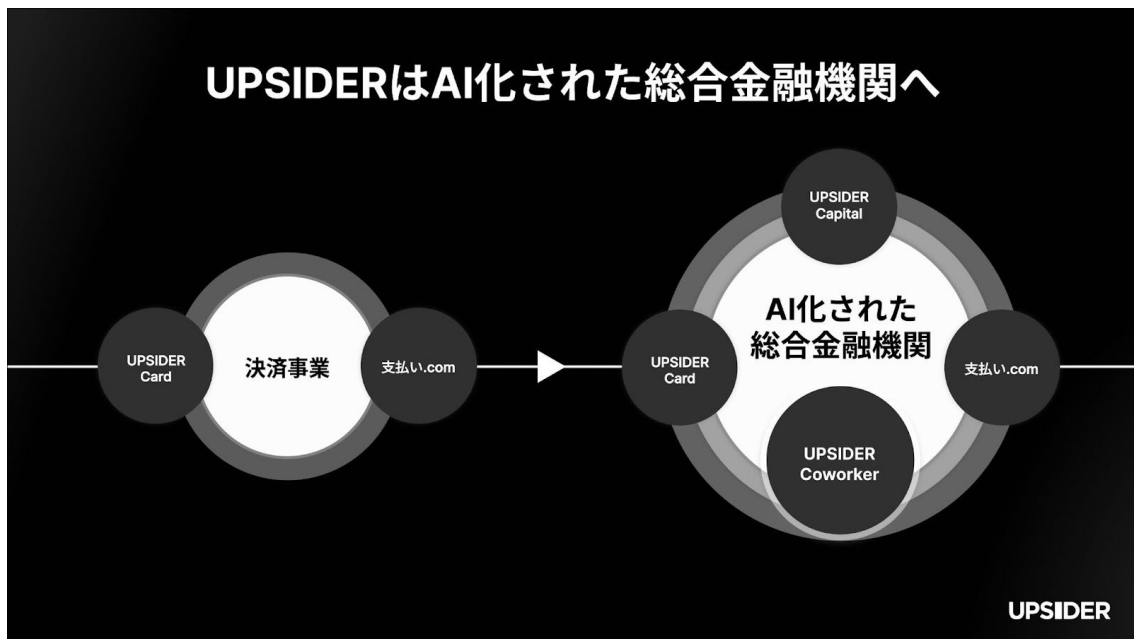 UPSIDERはAI化された総合金融機関へ
UPSIDER
Card
決済事業
支払い.com
UPSIDER
Capital
UPSIDER
Card
AI化された
総合金融機関
支払い.com
UPSIDER
Coworker
UPSIDER